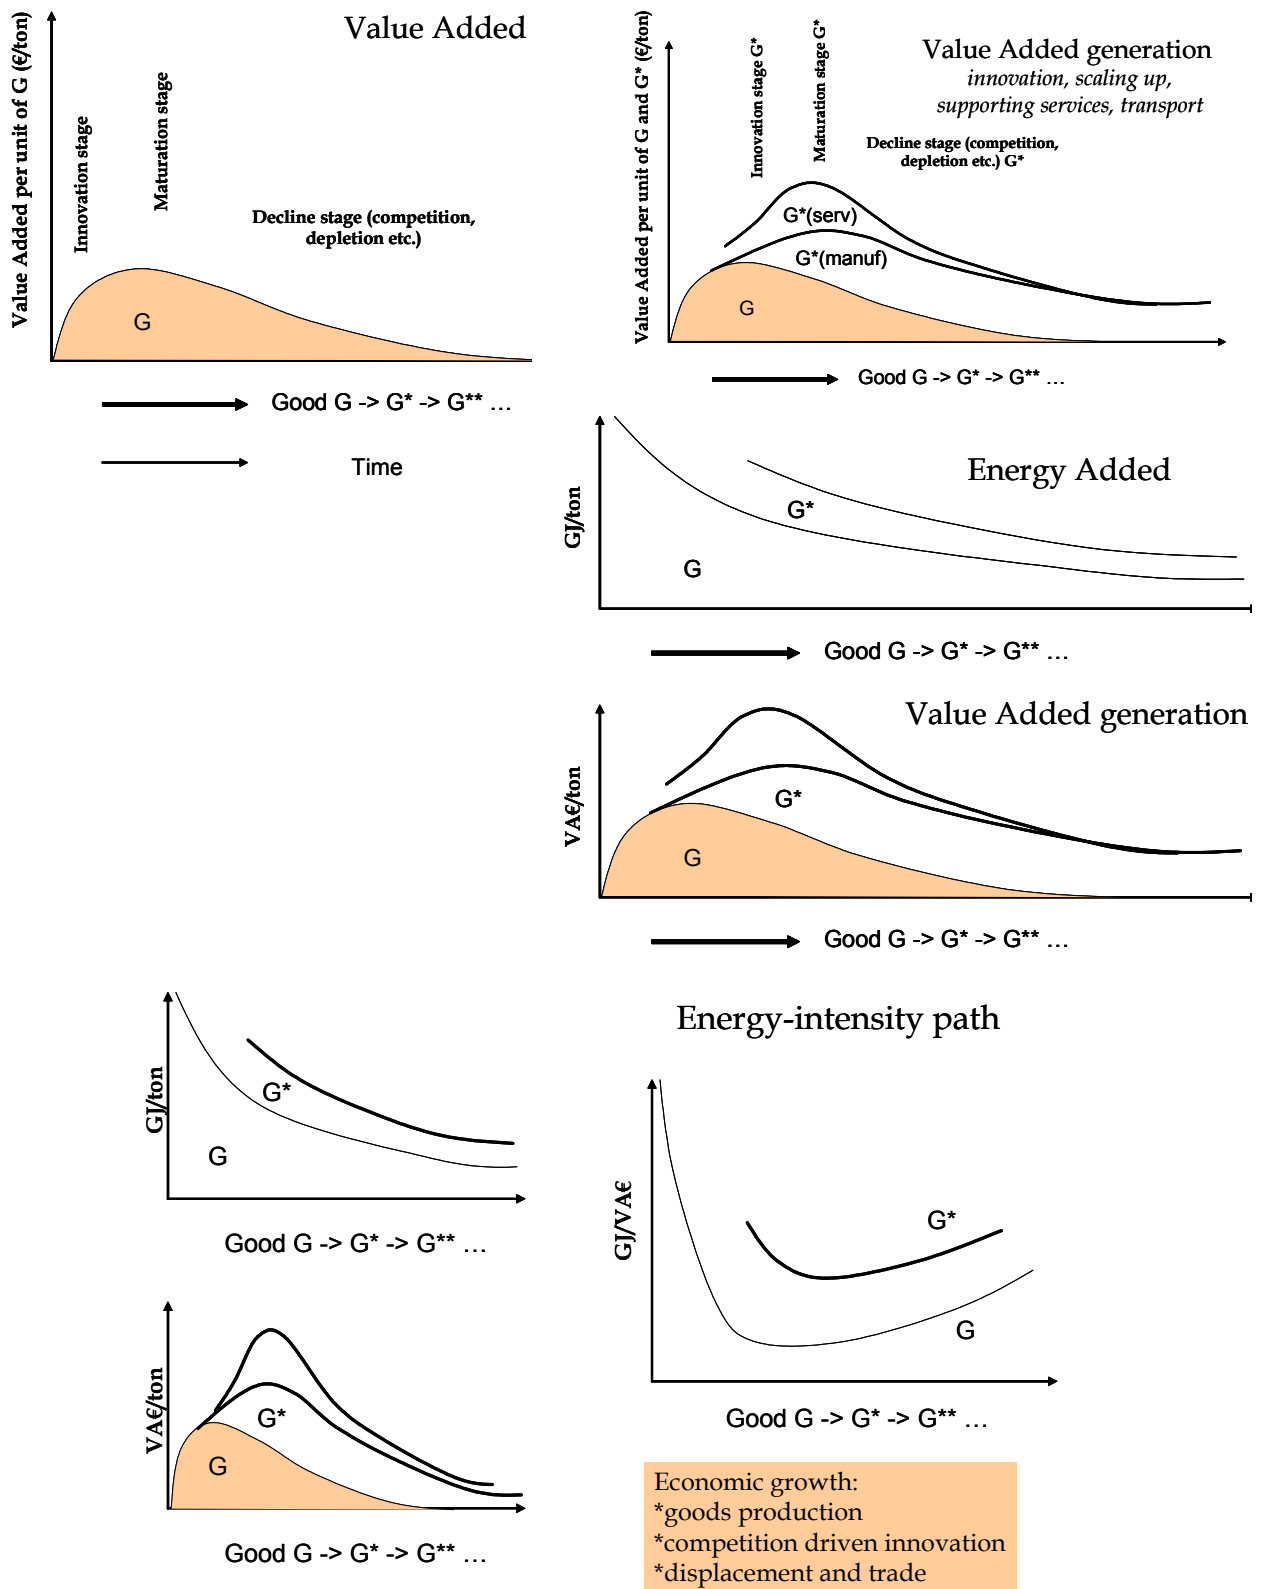 Value Added
Value Added per unit of G (€/ton)
Innovation stage
Maturation stage
Decline stage (competition,
depletion etc.)
G
Good G -> G* -> G** ...
Time
Value Added per unit of G and G* (€/ton)
Innovation stage G*
Maturation stage G*
Value Added generation
innovation, scaling up,
supporting services, transport
Decline stage (competition,
depletion etc.) G*
G*(serv)
G*(manuf)
G
Good G -> G* -> G** ...
Energy Added
GJ/ton
G*
G
Good G -> G* -> G** ...
Value Added generation
VA€/ton
G*
G
Good G -> G* -> G** ...
GJ/ton
G*
G
Good G -> G* -> G** ...
VA€/ton
G*
G
Good G -> G* -> G** ...
Energy-intensity path
GJ/VA€
G*
G
Good G -> G* -> G** ...
Economic growth:
*goods production
*competition driven innovation
*displacement and trade